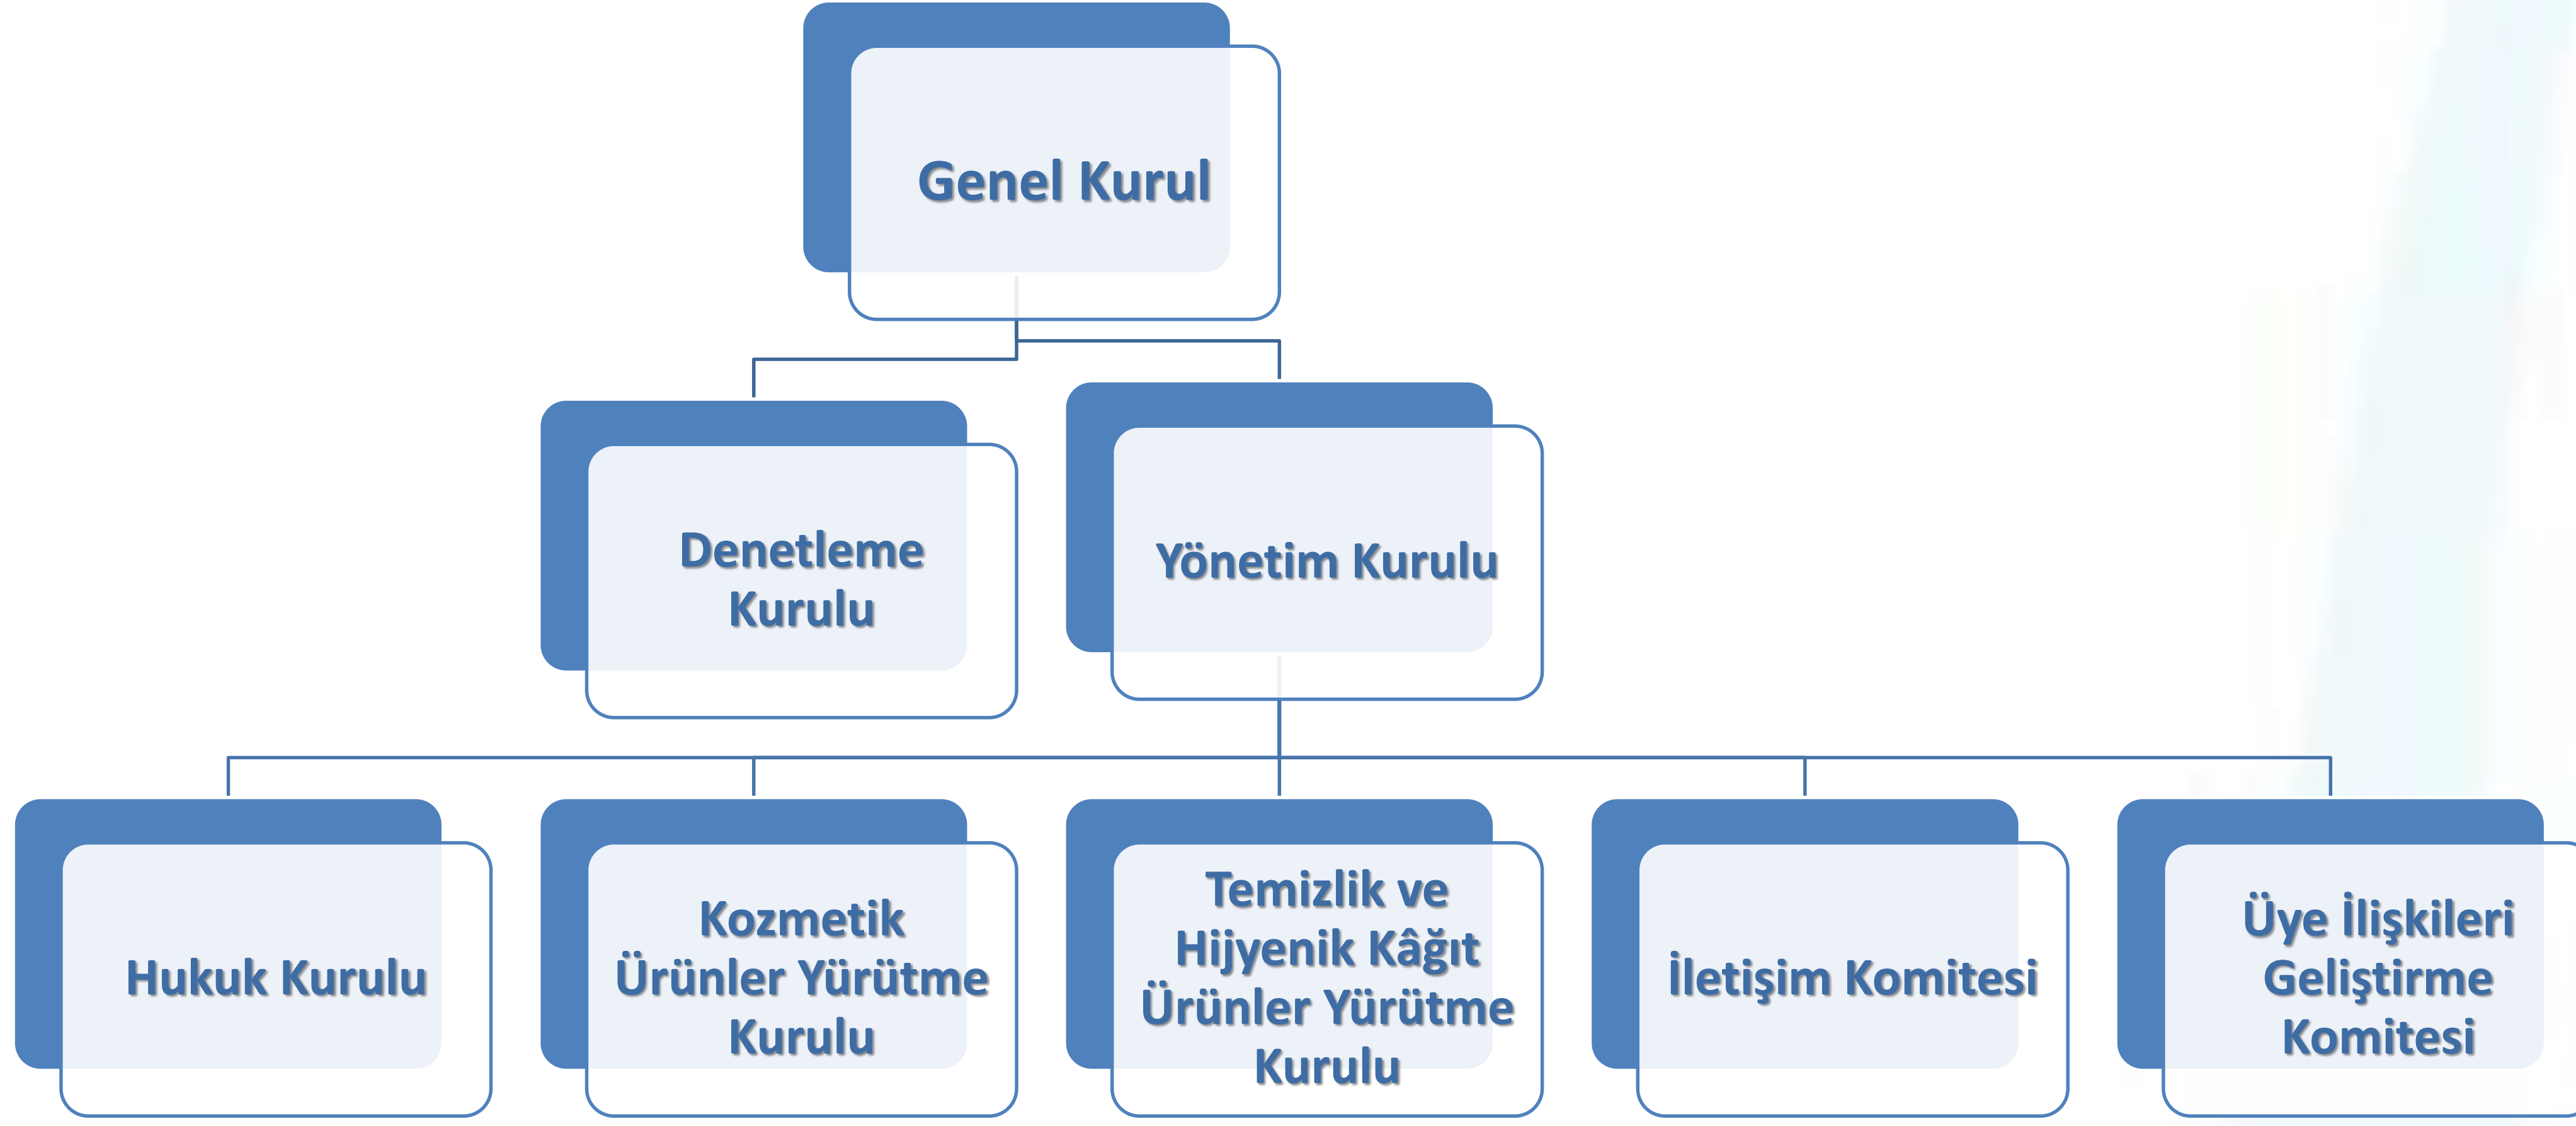 Genel Kurul
Denetleme
Kurulu
Yönetim Kurulu
Hukuk Kurulu
Kozmetik
Ürünler Yürütme
Kurulu
Temizlik ve
Hijyenik Kâğıt
Ürünler Yürütme
Kurulu
İletişim Komitesi
Üye İlişkileri
Geliştirme
Komitesi